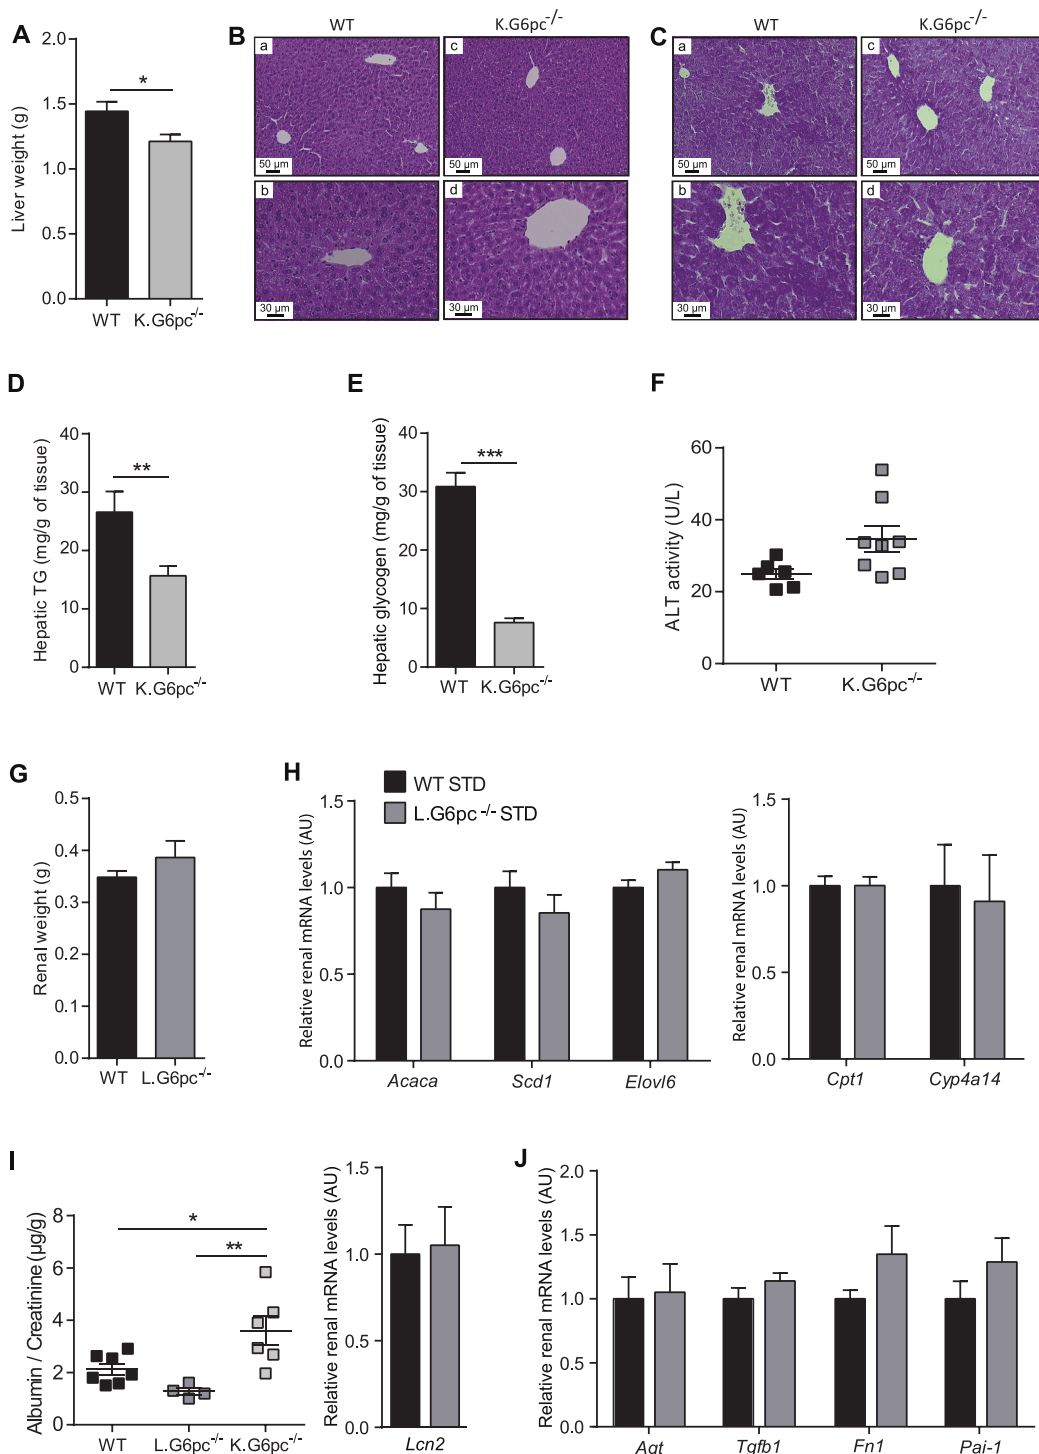 A
Liver weight (g)
2.0
1.5
1.0
0.5
0.0
*
WT K.G6pc-/-
B
WT K.G6pc-/-
a
50 µm
c
50 µm
b
30 µm
d
30 µm
C
WT K.G6pc-/-
a
50 µm
c
50 µm
b
30 µm
d
30 µm
D
Hepatic TG (mg/g of tissue)
40
30
20
10
0
**
WT K.G6pc-/-
E
Hepatic glycogen (mg/g of tissue)
40
30
20
10
0
***
WT K.G6pc-/-
F
ALT activity (U/L)
60
40
20
0
WT K.G6pc-/-
G
Renal weight (g)
0.5
0.4
0.3
0.2
0.1
0.0
WT L.G6pc-/-
H
WT STD
L.G6pc-/- STD
Relative renal mRNA levels (AU)
1.5
1.0
0.5
0.0
Acaca Scd1 Elovl6
Relative renal mRNA levels (AU)
1.5
1.0
0.5
0.0
Cpt1 Cyp4a14
I
Albumin / Creatinine (µg/g)
8
6
4
2
0
*
**
WT L.G6pc-/- K.G6pc-/-
Relative renal mRNA levels (AU)
1.5
1.0
0.5
0.0
Lcn2
J
Relative renal mRNA levels (AU)
2.0
1.5
1.0
0.5
0.0
Agt Tgfb1 Fn1 Pai-1